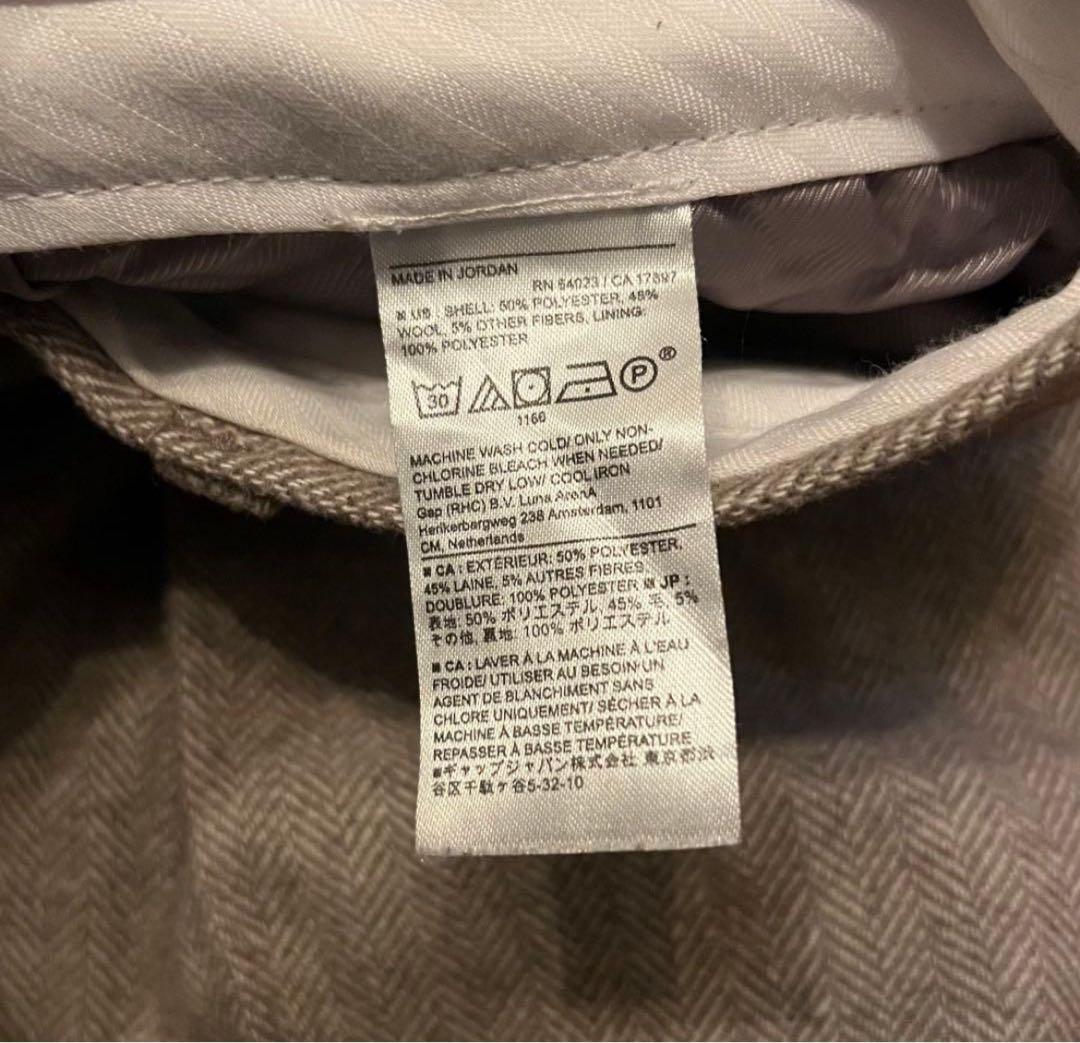 MADE IN JORDAN
RN 54023 / CA 17897
■ US : SHELL: 50% POLYESTER, 45%
WOOL, 5% OTHER FIBERS, LINING:
100% POLYESTER
30 P ®
1166
MACHINE WASH COLD/ ONLY NON-
CHLORINE BLEACH WHEN NEEDED/
TUMBLE DRY LOW/ COOL IRON
Gap (RHC) B.V. Luna ArenA
Herikerbergweg 238 Amsterdam, 1101
CM, Netherlands
■ CA : EXTÉRIEUR: 50% POLYESTER,
45% LAINE, 5% AUTRES FIBRES,
DOUBLURE: 100% POLYESTER ■ JP :
表地: 50% ポリエステル, 45% 毛, 5%
その他, 裏地: 100% ポリエステル
■ CA : LAVER À LA MACHINE À L'EAU
FROIDE/ UTILISER AU BESOIN UN
AGENT DE BLANCHIMENT SANS
CHLORE UNIQUEMENT/ SÉCHER À LA
MACHINE À BASSE TEMPÉRATURE/
REPASSER À BASSE TEMPÉRATURE
■ギャップジャパン株式会社 東京都渋
谷区千駄ヶ谷5-32-10